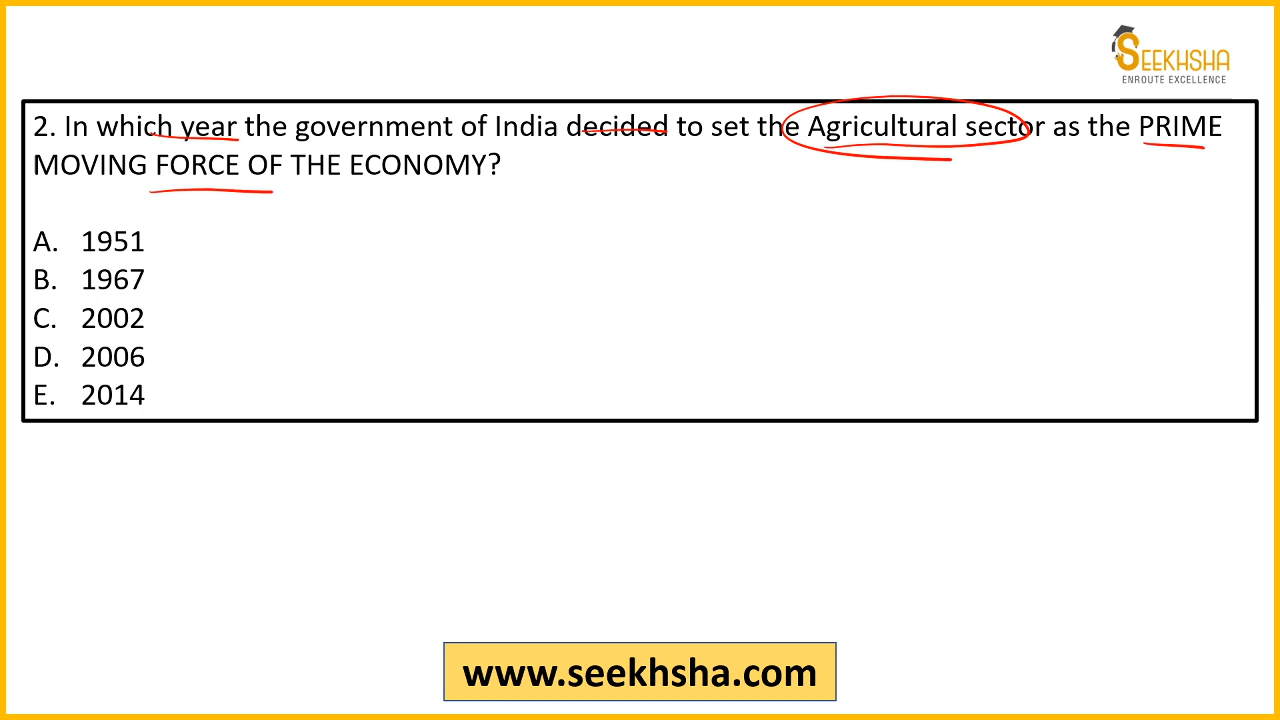 SEEKHSHA
ENROUTE EXCELLENCE
2. In which year the government of India decided to set the Agricultural sector as the PRIME
MOVING FORCE OF THE ECONOMY?
A. 1951
B. 1967
C. 2002
D. 2006
E. 2014
www.seekhsha.com